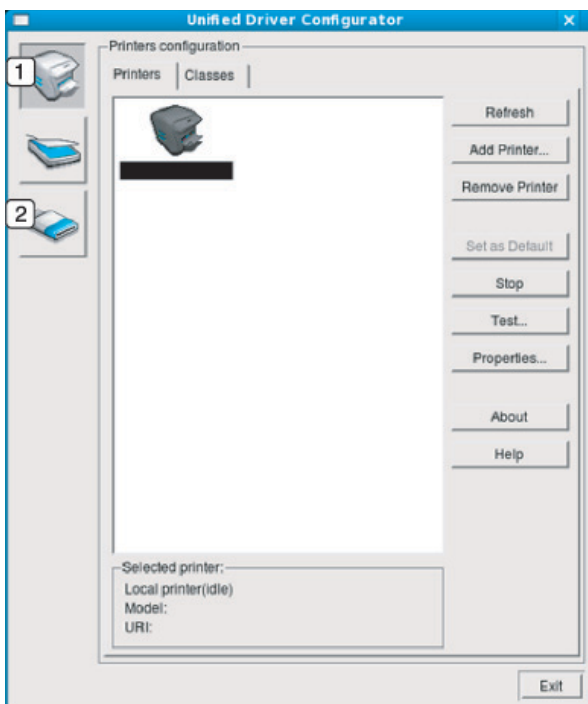 Unified Driver Configurator
Printers configuration
1
Printers Classes
2
Refresh
Add Printer...
Remove Printer
Set as Default
Stop
Test...
Properties...
About
Help
Selected printer:
Local printer(idle)
Model:
URI:
Exit